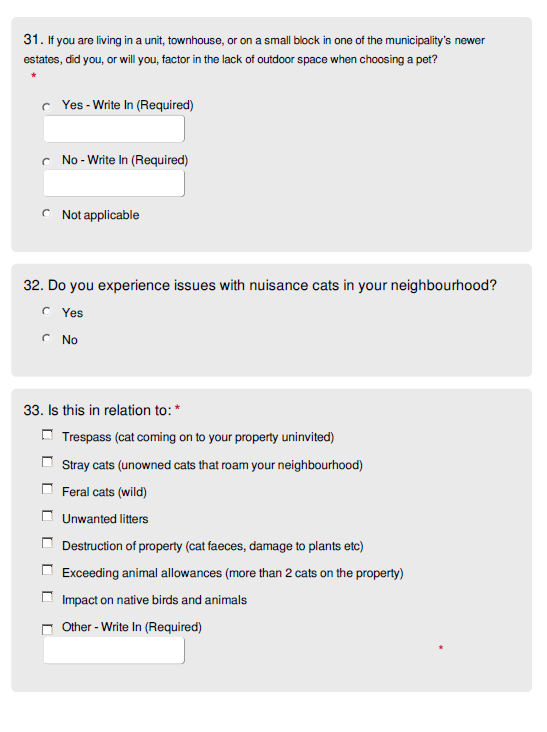 31. If you are living in a unit, townhouse, or on a small block in one of the municipality's newer
estates, did you, or will you, factor in the lack of outdoor space when choosing a pet?
*
Yes - Write In (Required)
No - Write In (Required)
Not applicable
32. Do you experience issues with nuisance cats in your neighbourhood?
Yes
No
33. Is this in relation to: *
Trespass (cat coming on to your property uninvited)
Stray cats (unowned cats that roam your neighbourhood)
Feral cats (wild)
Unwanted litters
Destruction of property (cat faeces, damage to plants etc)
Exceeding animal allowances (more than 2 cats on the property)
Impact on native birds and animals
Other - Write In (Required)
*